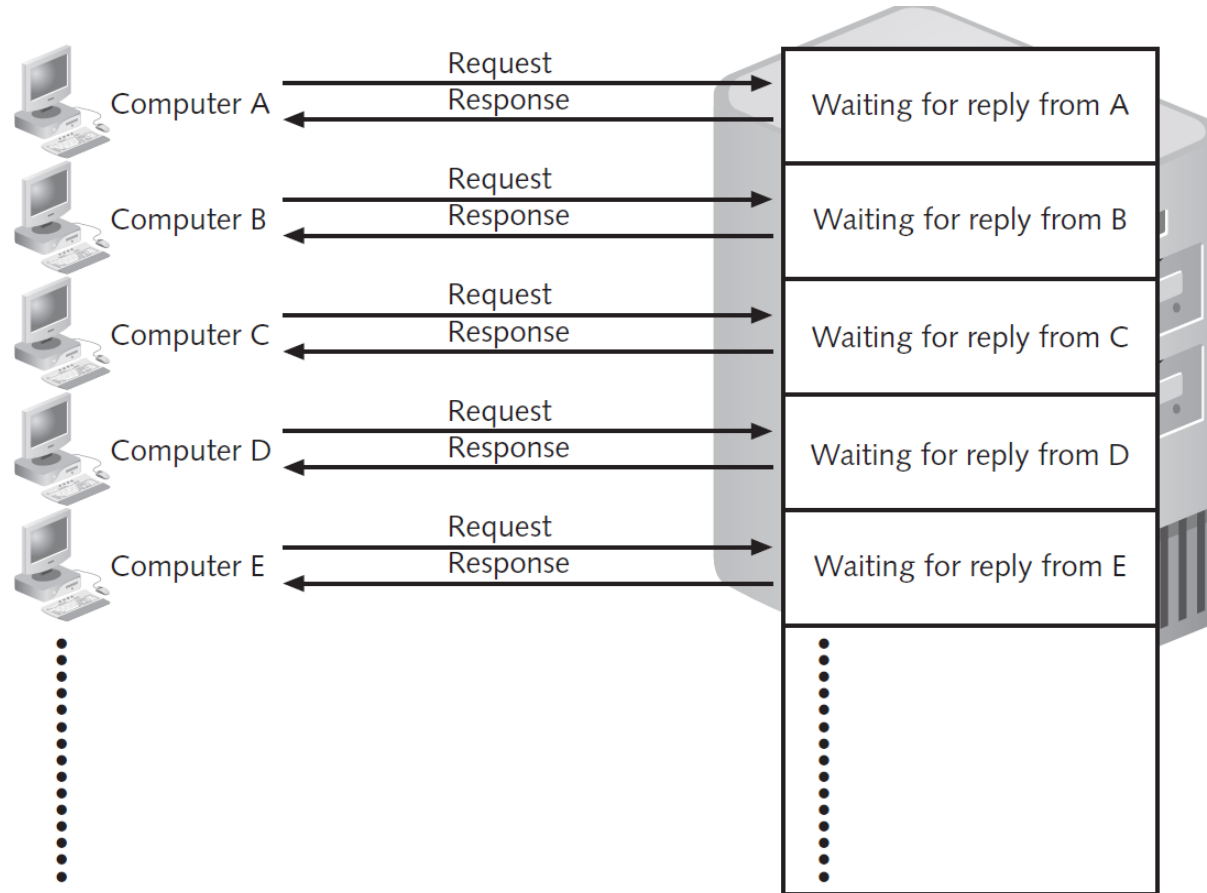 Request
Computer A
Response
Waiting for reply from A
Request
Computer B
Response
Waiting for reply from B
Request
Computer C
Response
Waiting for reply from C
Request
Computer D
Response
Waiting for reply from D
Request
Computer E
Response
Waiting for reply from E